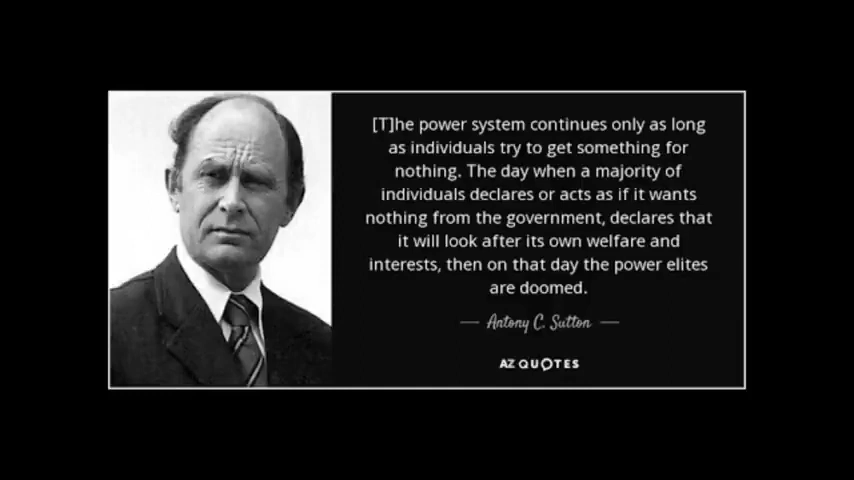 [T]he power system continues only as long
as individuals try to get something for
nothing. The day when a majority of
individuals declares or acts as if it wants
nothing from the government, declares that
it will look after its own welfare and
interests, then on that day the power elites
are doomed.
Antony C. Sutton
AZ QUOTES